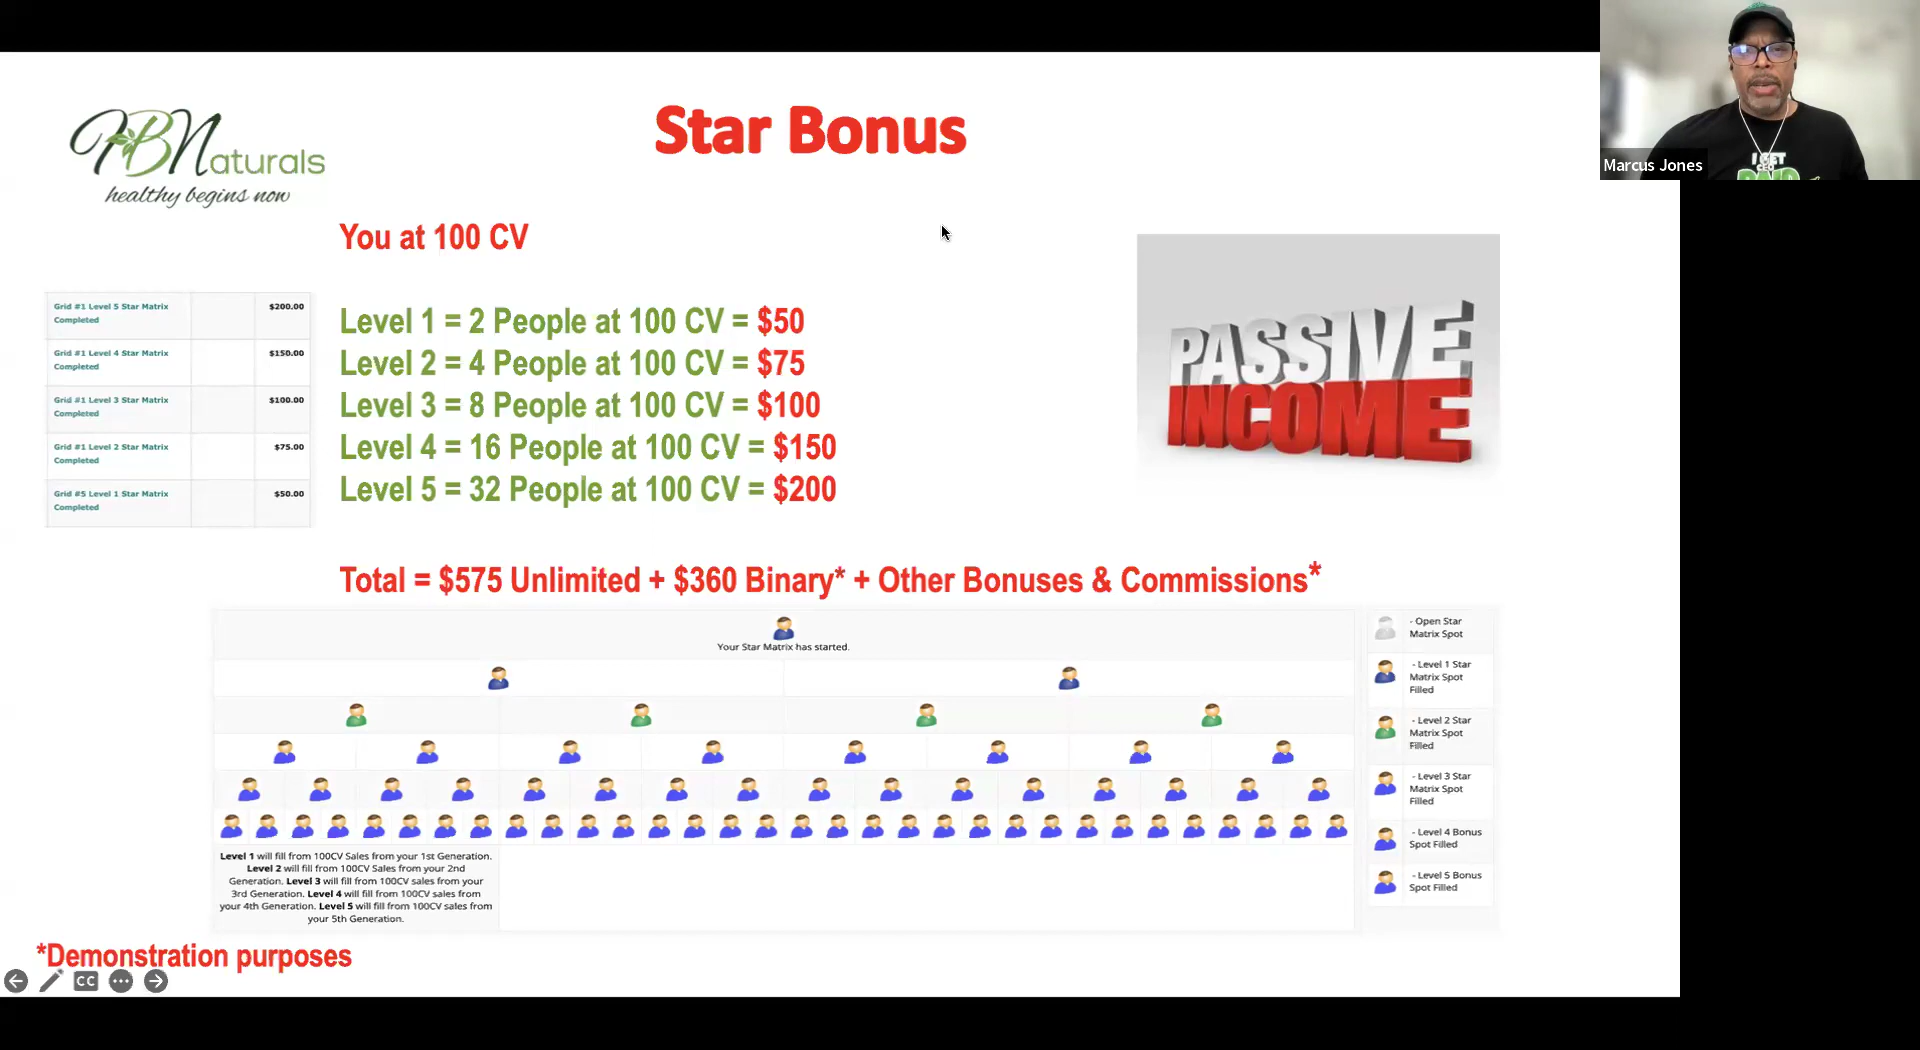 HBNaturals
healthy begins now
Star Bonus
Marcus Jones
I GET
PAID
You at 100 CV
Grid #1 Level 5 Star Matrix
Completed
$200.00
Grid #1 Level 4 Star Matrix
Completed
$150.00
Grid #1 Level 3 Star Matrix
Completed
$100.00
Grid #1 Level 2 Star Matrix
Completed
$75.00
Grid #5 Level 1 Star Matrix
Completed
$50.00
Level 1 = 2 People at 100 CV = $50
Level 2 = 4 People at 100 CV = $75
Level 3 = 8 People at 100 CV = $100
Level 4 = 16 People at 100 CV = $150
Level 5 = 32 People at 100 CV = $200
PASSIVE
INCOME
Total = $575 Unlimited + $360 Binary* + Other Bonuses & Commissions*
Your Star Matrix has started.
- Open Star
Matrix Spot
- Level 1 Star
Matrix Spot
Filled
- Level 2 Star
Matrix Spot
Filled
- Level 3 Star
Matrix Spot
Filled
- Level 4 Bonus
Spot Filled
- Level 5 Bonus
Spot Filled
Level 1 will fill from 100CV Sales from your 1st Generation.
Level 2 will fill from 100CV Sales from your 2nd
Generation. Level 3 will fill from 100CV sales from your
3rd Generation. Level 4 will fill from 100CV sales from
your 4th Generation. Level 5 will fill from 100CV sales from
your 5th Generation.
*Demonstration purposes
CC